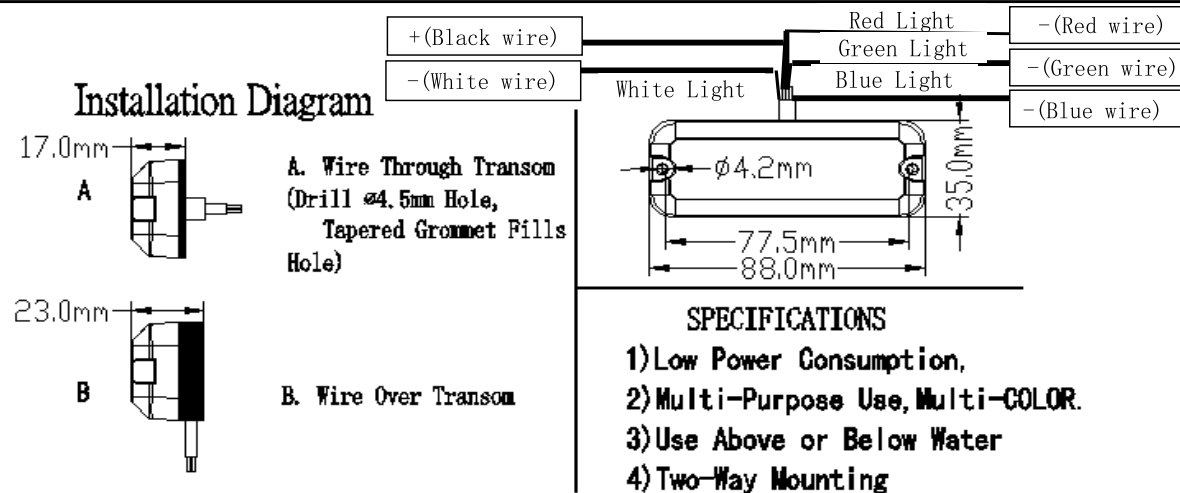 +(Black wire)
-(White wire)
White Light
Red Light
Green Light
Blue Light
-(Red wire)
-(Green wire)
-(Blue wire)
Installation Diagram
17.0mm
A
A. Wire Through Transom
(Drill ø4.5mm Hole,
Tapered Grommet Fills
Hole)
23.0mm
B
B. Wire Over Transom
ø4.2mm
35.0mm
77.5mm
88.0mm
SPECIFICATIONS
1)Low Power Consumption,
2)Multi-Purpose Use,Multi-COLOR.
3)Use Above or Below Water
4)Two-Way Mounting